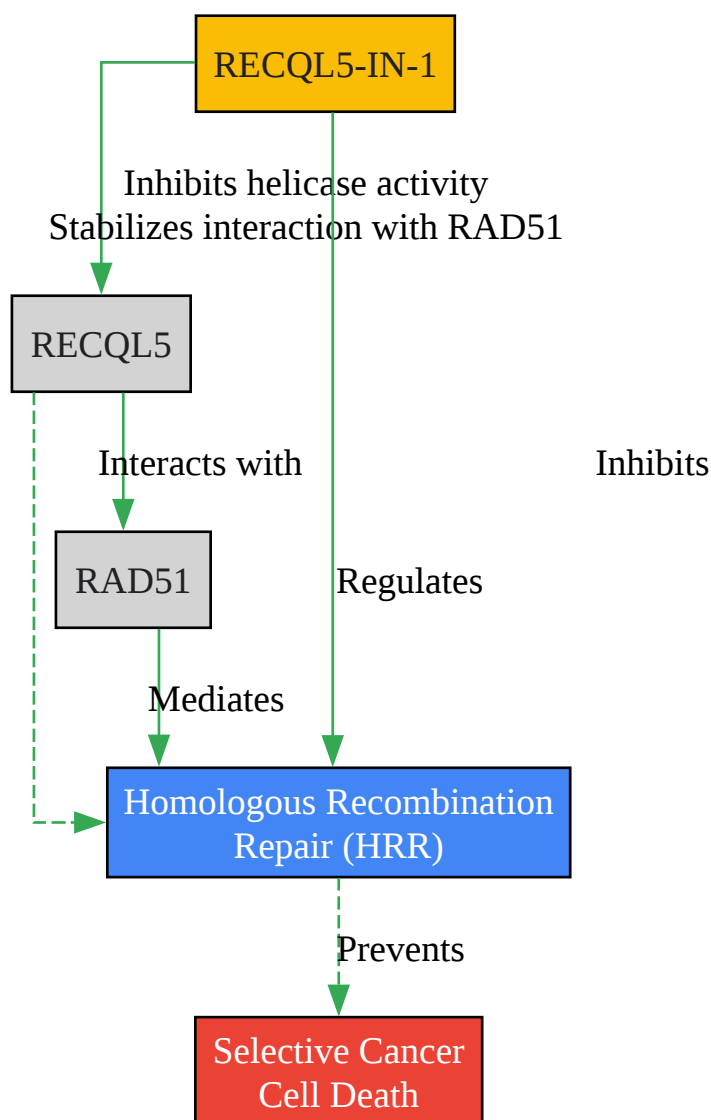 RECQL5-IN-1
Inhibits helicase activity
Stabilizes interaction with RAD51
RECQL5
Interacts with
Inhibits
RAD51
Regulates
Mediates
Homologous Recombination
Repair (HRR)
Prevents
Selective Cancer
Cell Death